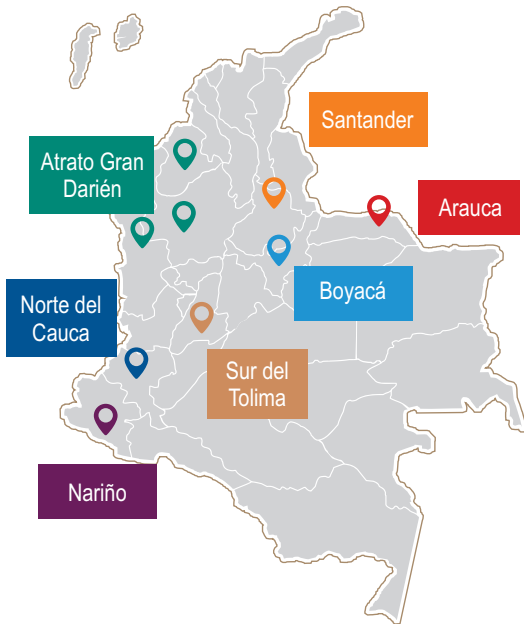 Santander
Atrato Gran
Darién
Arauca
Boyacá
Norte del
Cauca
Sur del
Tolima
Nariño